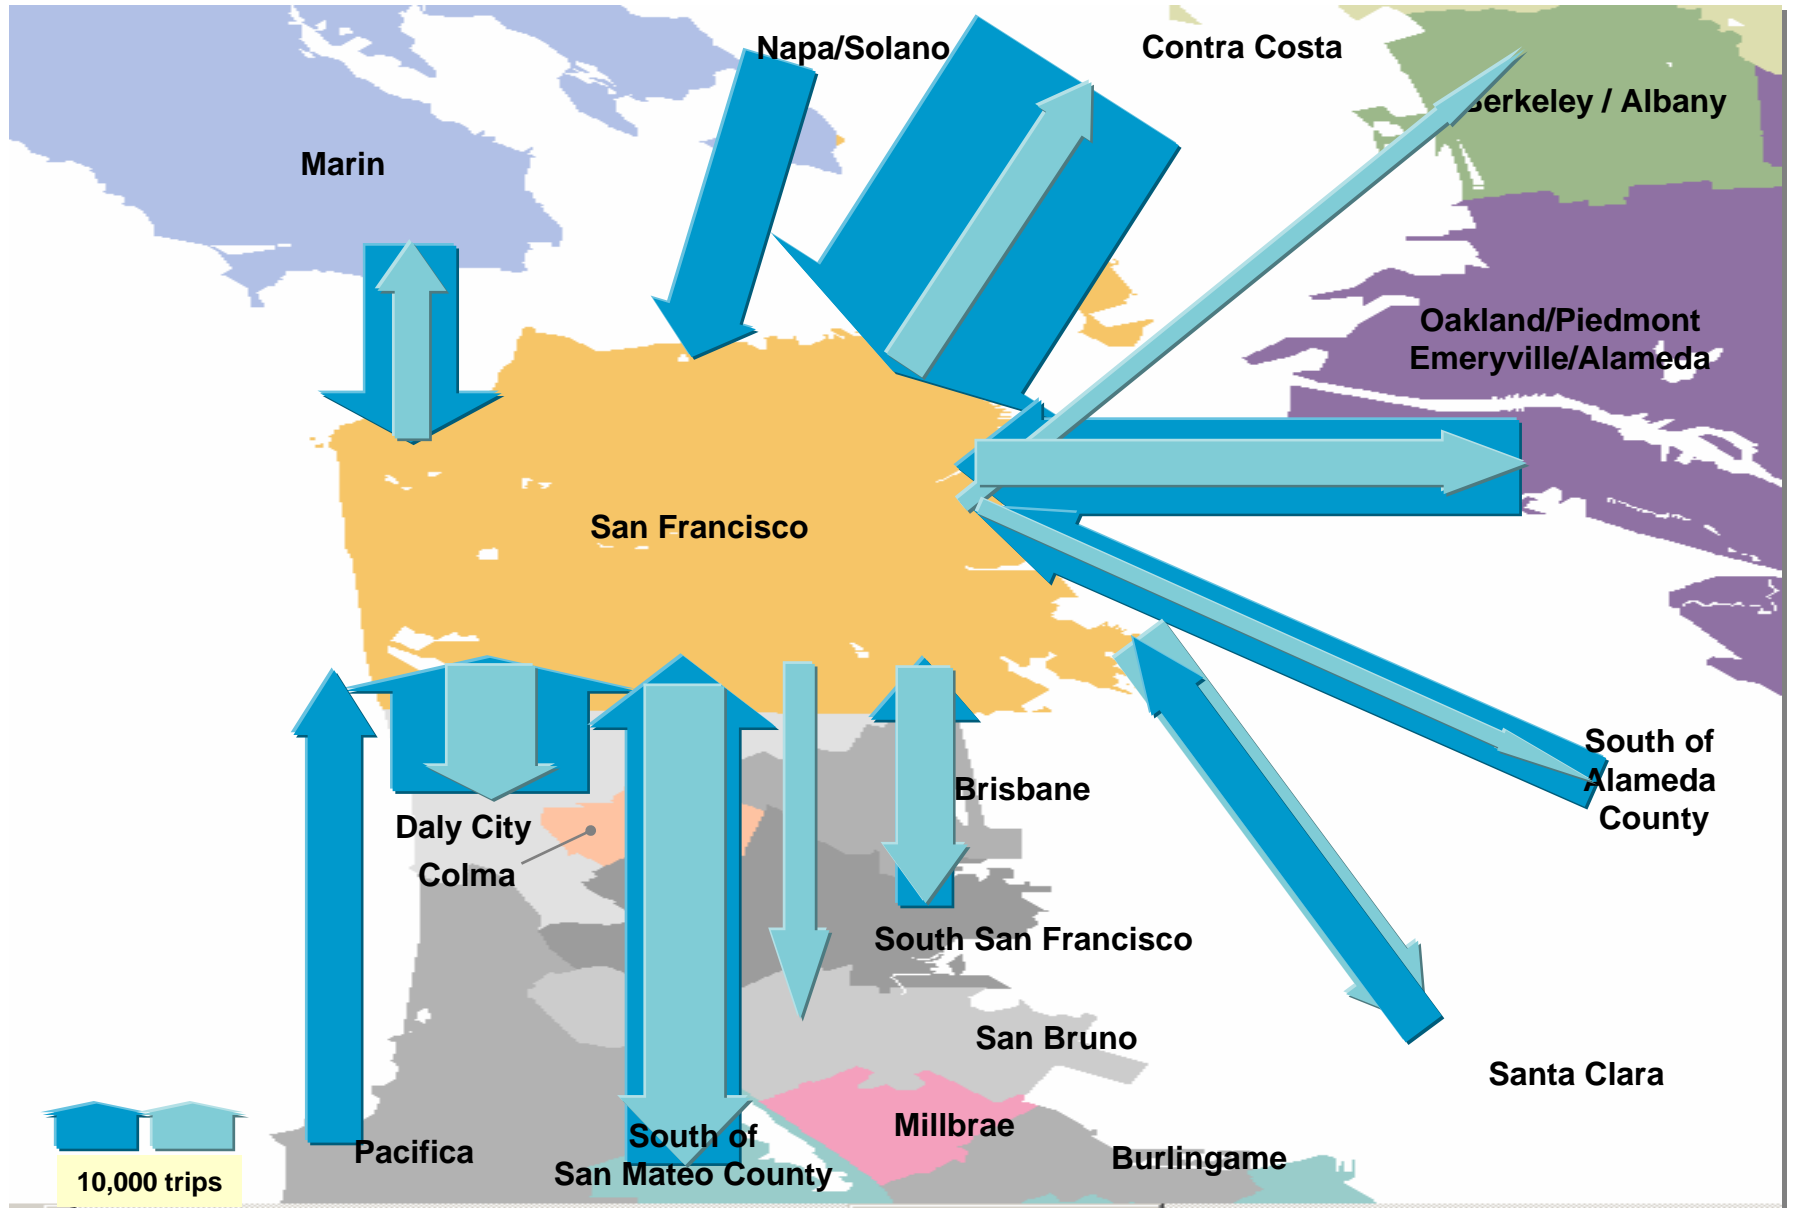 Napa/Solano
Contra Costa
Berkeley / Albany
Marin
Oakland/Piedmont
Emeryville/Alameda
San Francisco
South of
Alameda
County
Brisbane
Daly City
Colma
South San Francisco
San Bruno
Santa Clara
Millbrae
South of
San Mateo County
Pacifica
Burlingame
10,000 trips